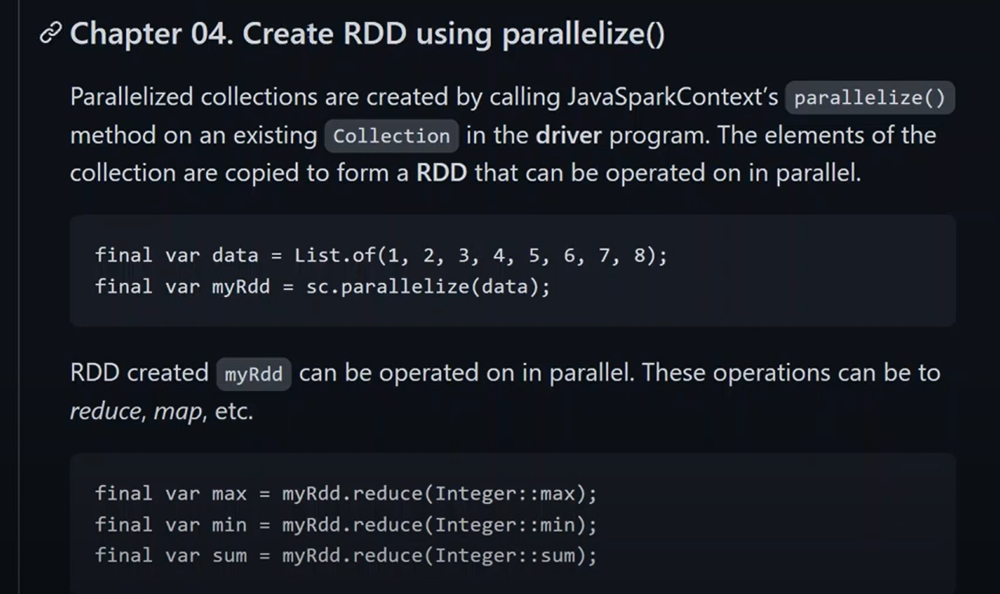 Chapter 04. Create RDD using parallelize()
Parallelized collections are created by calling JavaSparkContext’s parallelize()
method on an existing Collection in the driver program. The elements of the
collection are copied to form a RDD that can be operated on in parallel.
final var data = List.of(1, 2, 3, 4, 5, 6, 7, 8);
final var myRdd = sc.parallelize(data);
RDD created myRdd can be operated on in parallel. These operations can be to
reduce, map, etc.
final var max = myRdd.reduce(Integer::max);
final var min = myRdd.reduce(Integer::min);
final var sum = myRdd.reduce(Integer::sum);